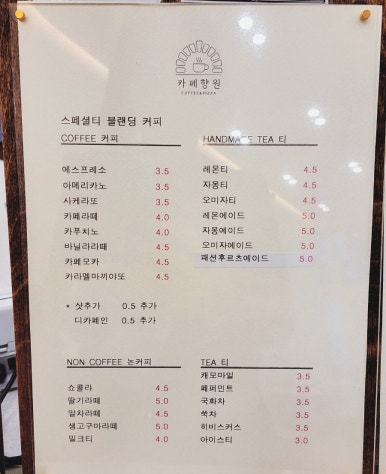 카페향원
COFFEE&MOKA
스페셜티 블랜딩 커피
COFFEE 커피
에스프레소 3.5
아메리카노 3.5
사케라또 3.5
카페라떼 4.0
카푸치노 4.0
바닐라라떼 4.5
카페모카 4.5
카라멜마끼야또 4.5
* 샷추가 0.5 추가
디카페인 0.5 추가
HANDMADE TEA 티
레몬티 4.5
자몽티 4.5
오미자티 4.5
레몬에이드 5.0
자몽에이드 5.0
오미자에이드 5.0
패션후르츠에이드 5.0
NON COFFEE 논커피
쇼콜라 4.5
딸기라떼 5.0
말차라떼 4.5
생고구마라떼 5.0
밀크티 4.0
TEA 티
캐모마일 3.5
페퍼민트 3.5
국화차 3.5
쑥차 3.5
히비스커스 3.5
아이스티 3.0